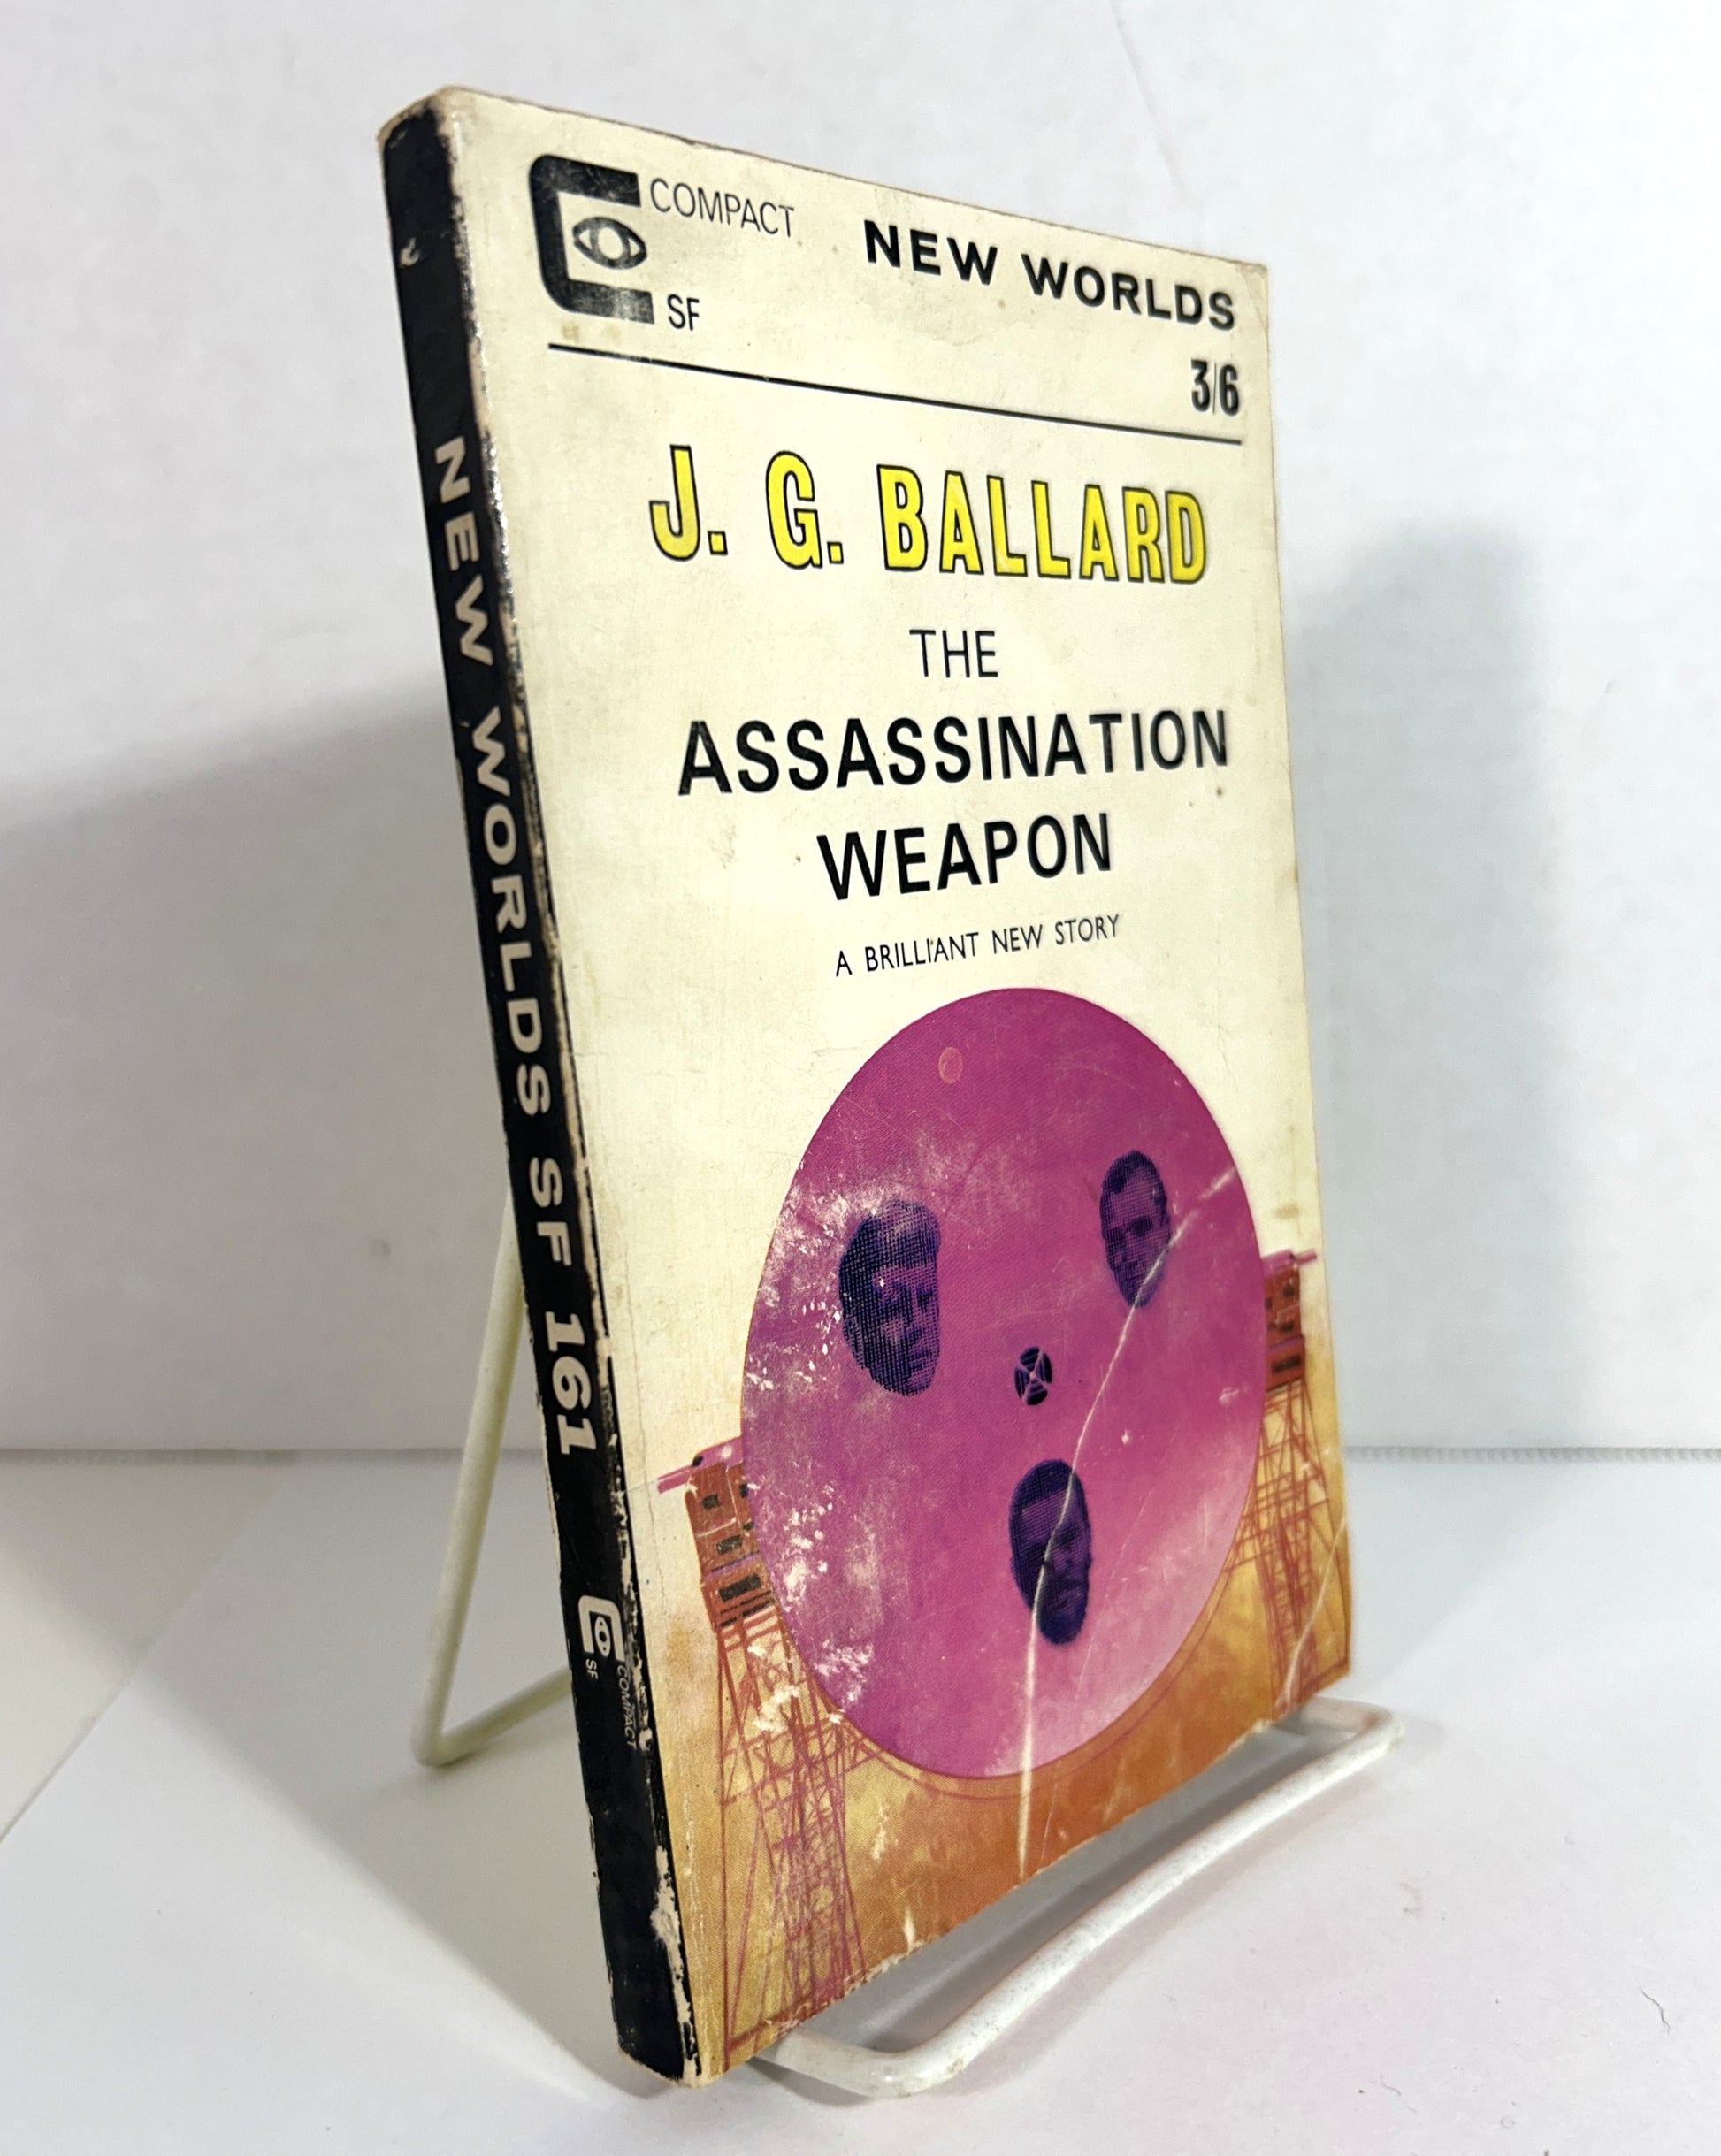 COMPACT
SF
NEW WORLDS
3/6
J. G. BALLARD
THE
ASSASSINATION
WEAPON
A BRILLIANT NEW STORY
NEW WORLDS SF 161
SF
COMPACT